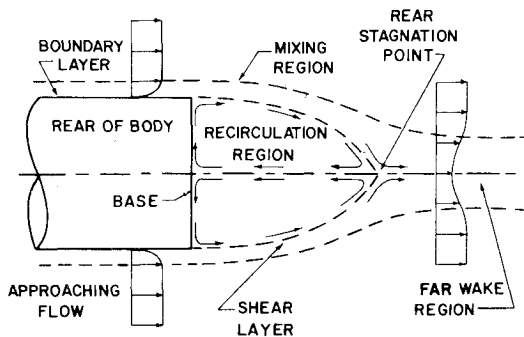 REAR
STAGNATION
POINT
BOUNDARY
LAYER
MIXING
REGION
REAR OF BODY
RECIRCULATION
REGION
BASE
APPROACHING
FLOW
SHEAR
LAYER
FAR WAKE
REGION